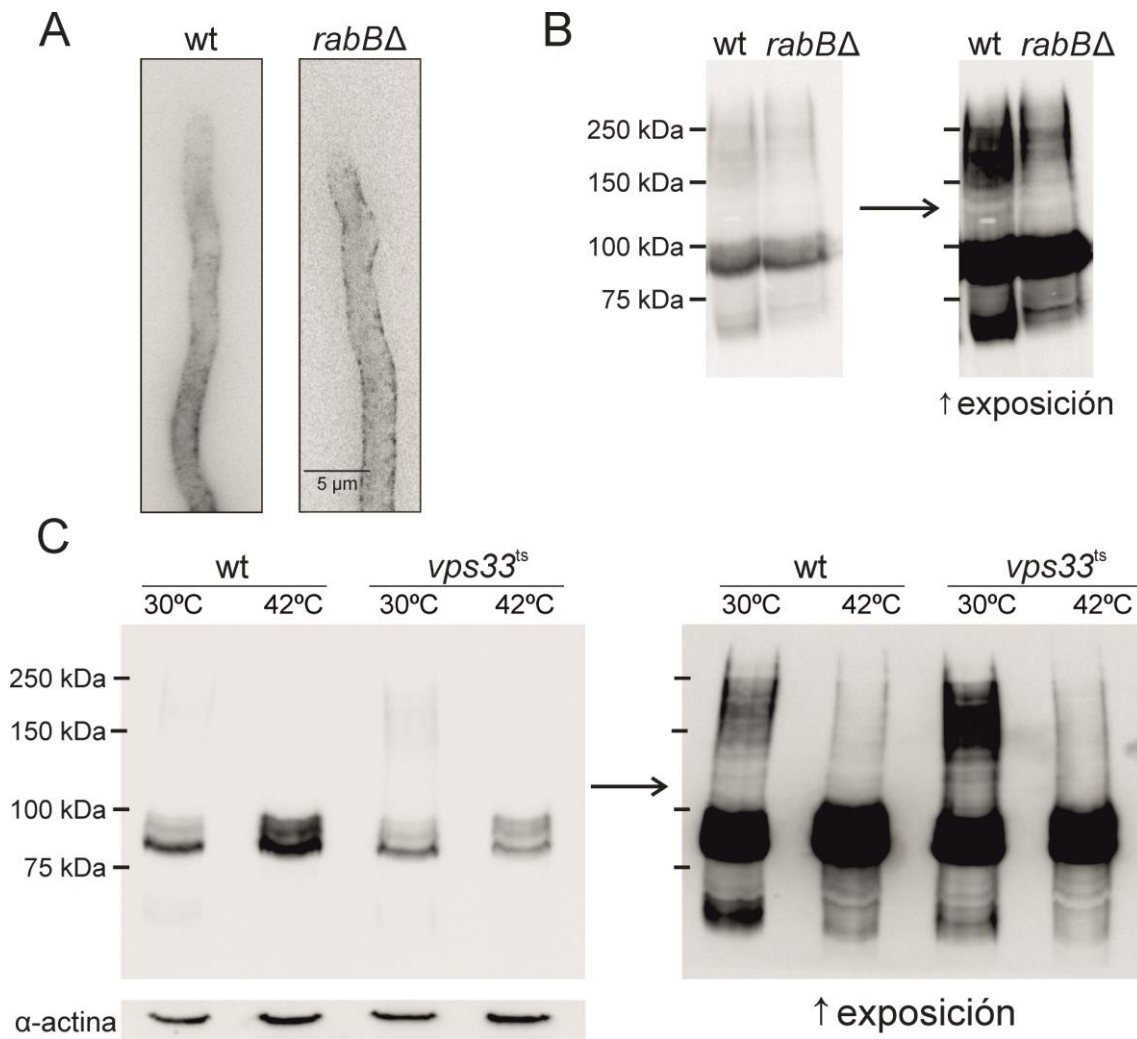 A
wt
rabBΔ
5 µm
B
wt rabBΔ
250 kDa
150 kDa
100 kDa
75 kDa
↑ exposición
C
wt vps33ts wt vps33ts
30ºC 42ºC 30ºC 42ºC 30ºC 42ºC 30ºC 42ºC
250 kDa
150 kDa
100 kDa
75 kDa
α-actina
↑ exposición
wt rabBΔ